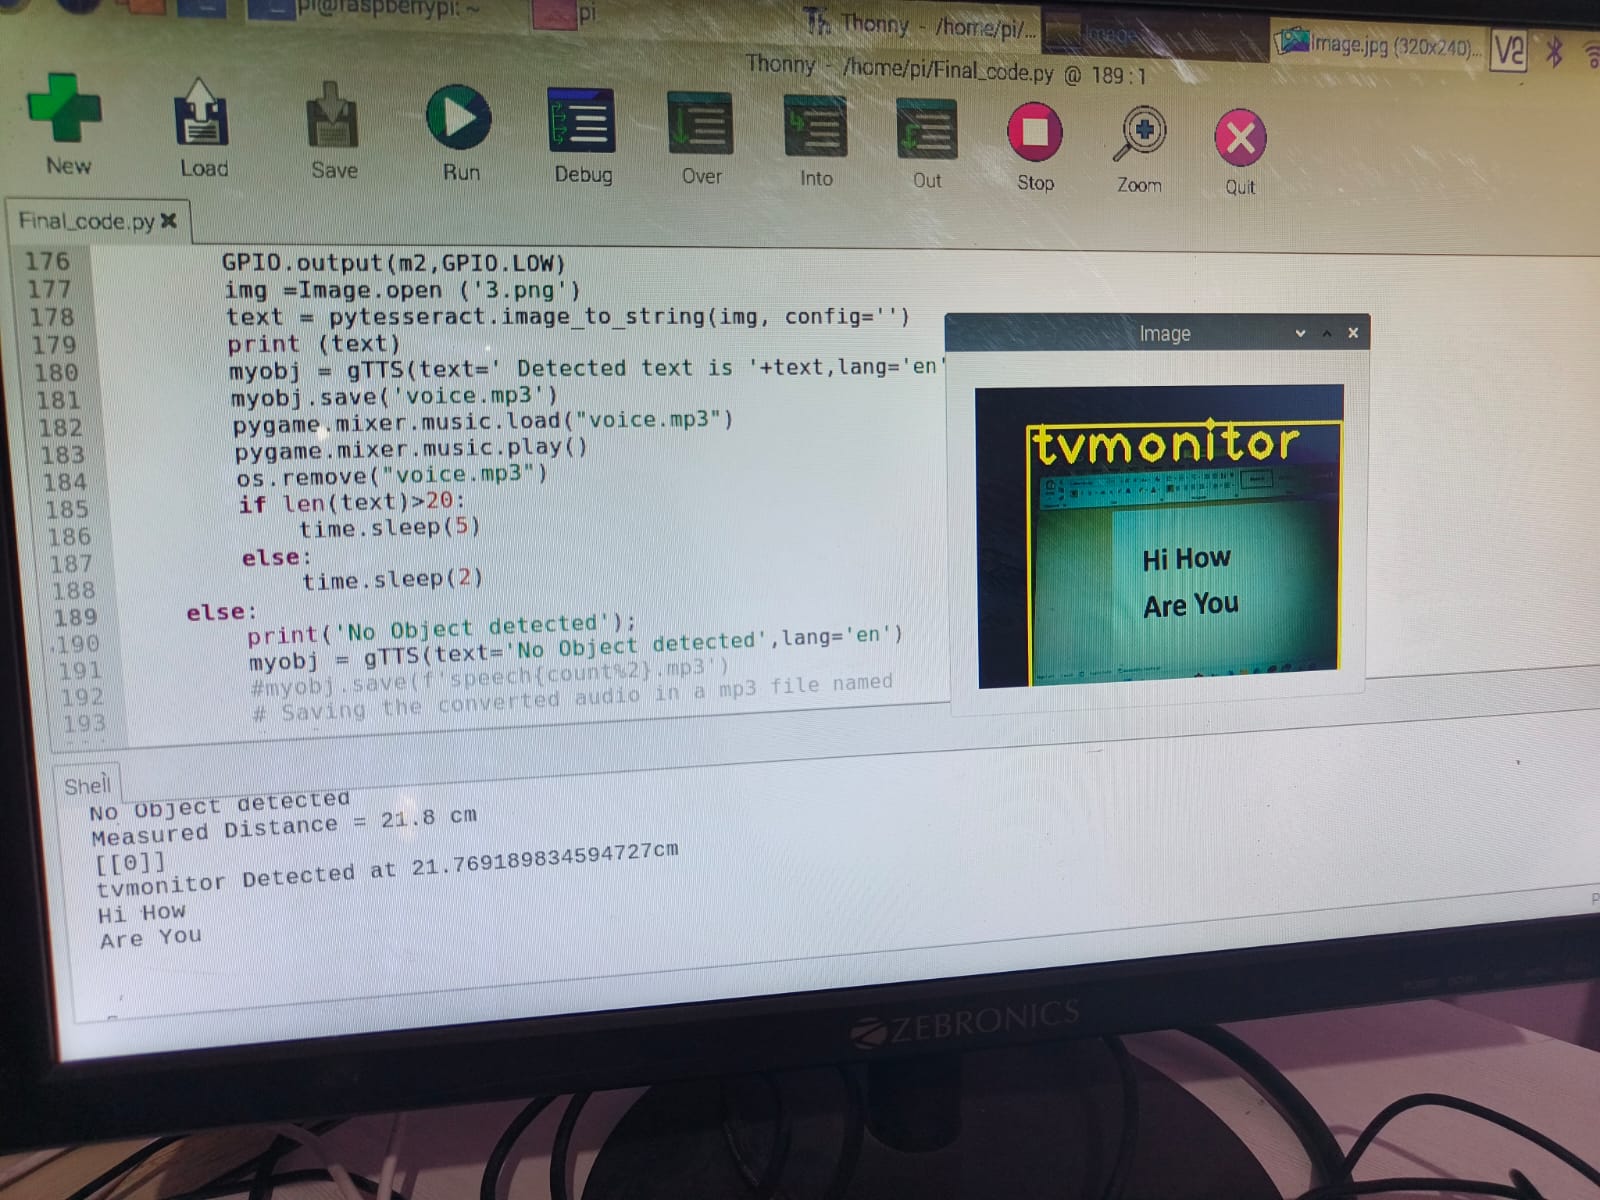 pi@raspberrypi: ~
pi
Thonny - /home/pi/...
Image
image.jpg (320x240)...
V2
Thonny - /home/pi/Final_code.py @ 189:1
New
Load
Save
Run
Debug
Over
Into
Out
Stop
Zoom
Quit
Final_code.py
176 GPIO.output(m2,GPIO.LOW)
177 img =Image.open ('3.png')
178 text = pytesseract.image_to_string(img, config='')
179 print (text)
180 myobj = gTTS(text=' Detected text is '+text,lang='en'
181 myobj.save('voice.mp3')
182 pygame.mixer.music.load("voice.mp3")
183 pygame.mixer.music.play()
184 os.remove("voice.mp3")
185 if len(text)>20:
186 time.sleep(5)
187 else:
188 time.sleep(2)
189 else:
190 print('No Object detected');
191 myobj = gTTS(text='No Object detected',lang='en')
192 #myobj.save(f'speech{count%2}.mp3')
193 # Saving the converted audio in a mp3 file named
Image
tvmonitor
Hi How
Are You
Shell
No Object detected
Measured Distance = 21.8 cm
[[0]]
tvmonitor Detected at 21.769189834594727cm
Hi How
Are You
ZEBRONICS